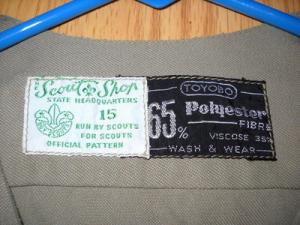 Scout Shop
STATE HEADQUARTERS
15
RUN BY SCOUTS
FOR SCOUTS
OFFICIAL PATTERN
TOYOBO
65% Polyester
FIBRE
VISCOSE 35%
WASH & WEAR